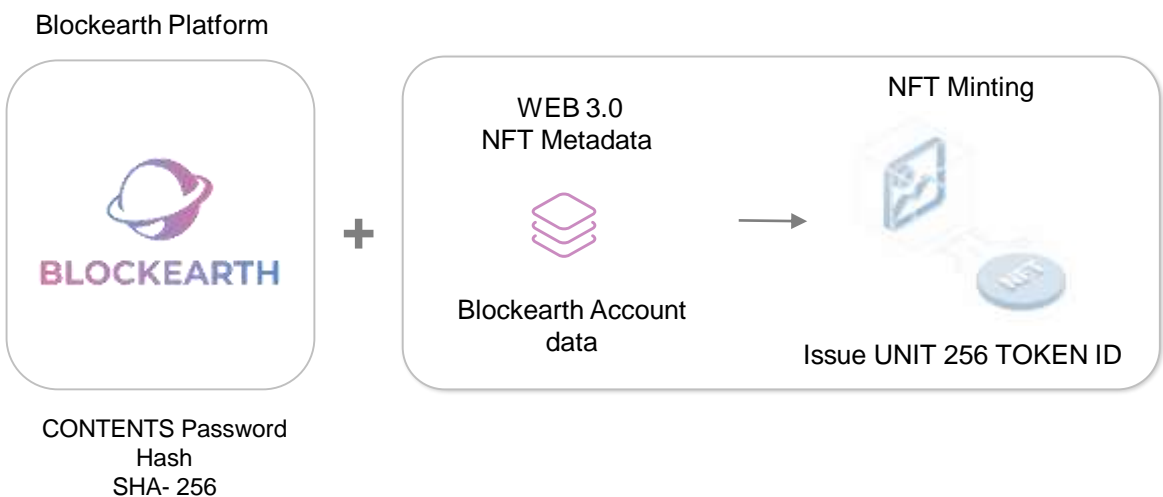 Blockearth Platform
BLOCKEARTH
CONTENTS Password
Hash
SHA- 256
WEB 3.0
NFT Metadata
Blockearth Account
data
NFT Minting
NFT
Issue UNIT 256 TOKEN ID